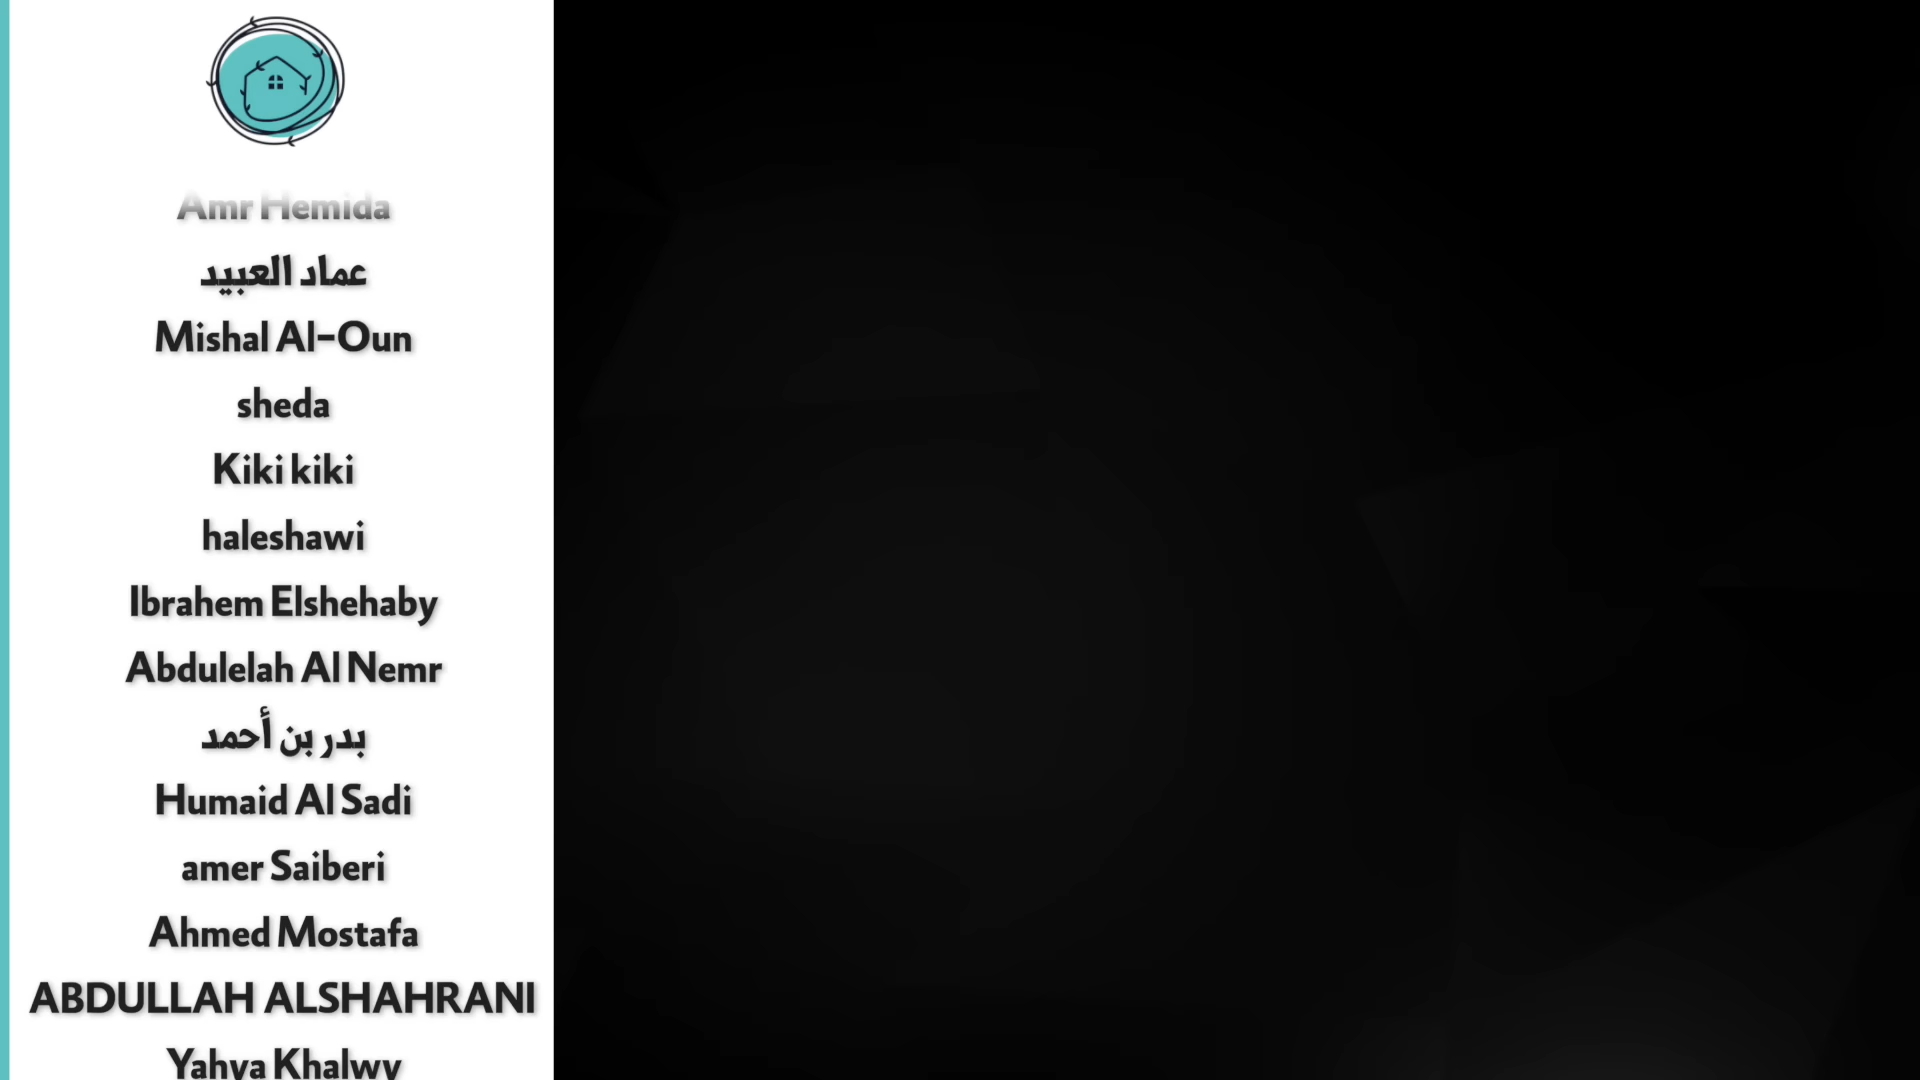 Amr Hemida
عماد العبيد
Mishal Al-Oun
sheda
Kiki kiki
haleshawi
Ibrahem Elshehaby
Abdulelah Al Nemr
بدر بن أحمد
Humaid Al Sadi
amer Saiberi
Ahmed Mostafa
ABDULLAH ALSHAHRANI
Yahya Khalwy